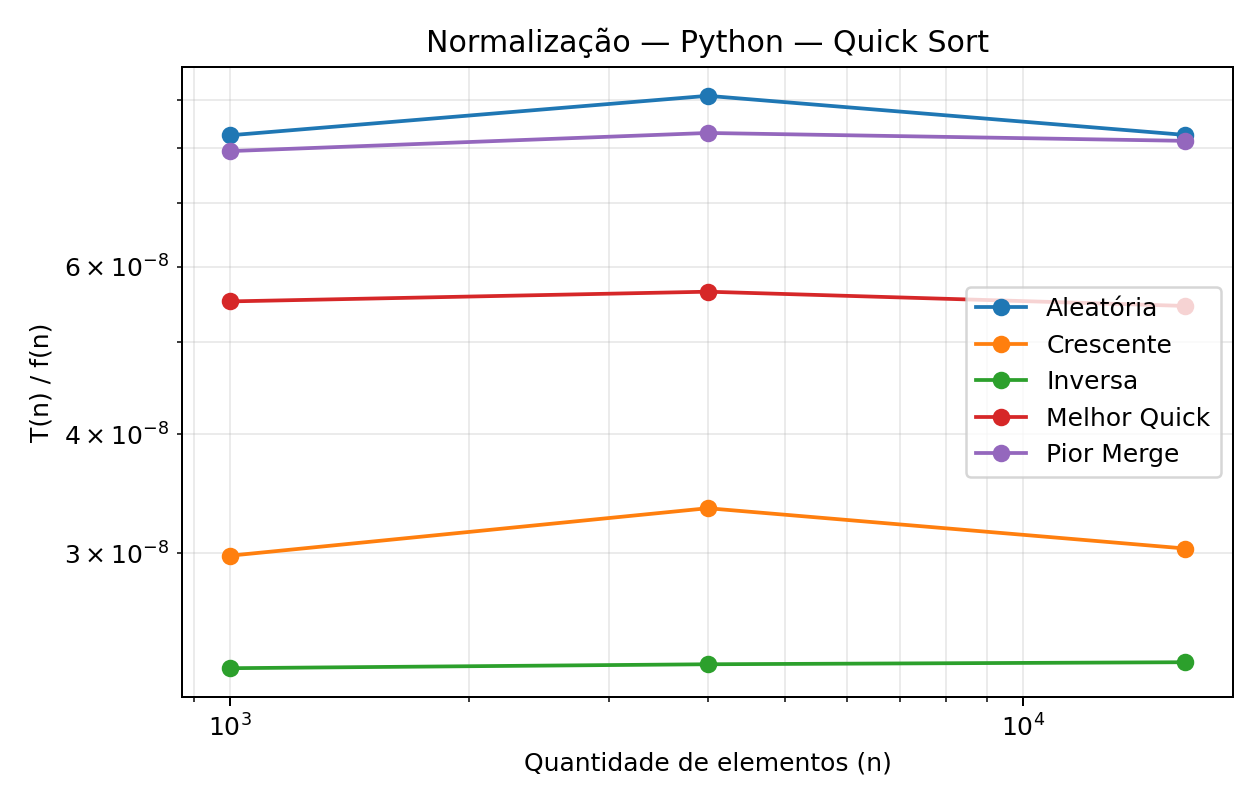 Normalização — Python — Quick Sort
T(n) / f(n)
6 × 10⁻⁸
4 × 10⁻⁸
3 × 10⁻⁸
Aleatória
Crescente
Inversa
Melhor Quick
Pior Merge
10³ 10⁴
Quantidade de elementos (n)